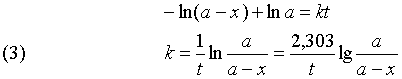 −ln(a − x) + ln a = kt
(3) k = 1/t ln a/(a − x) = 2,303/t lg a/(a − x)